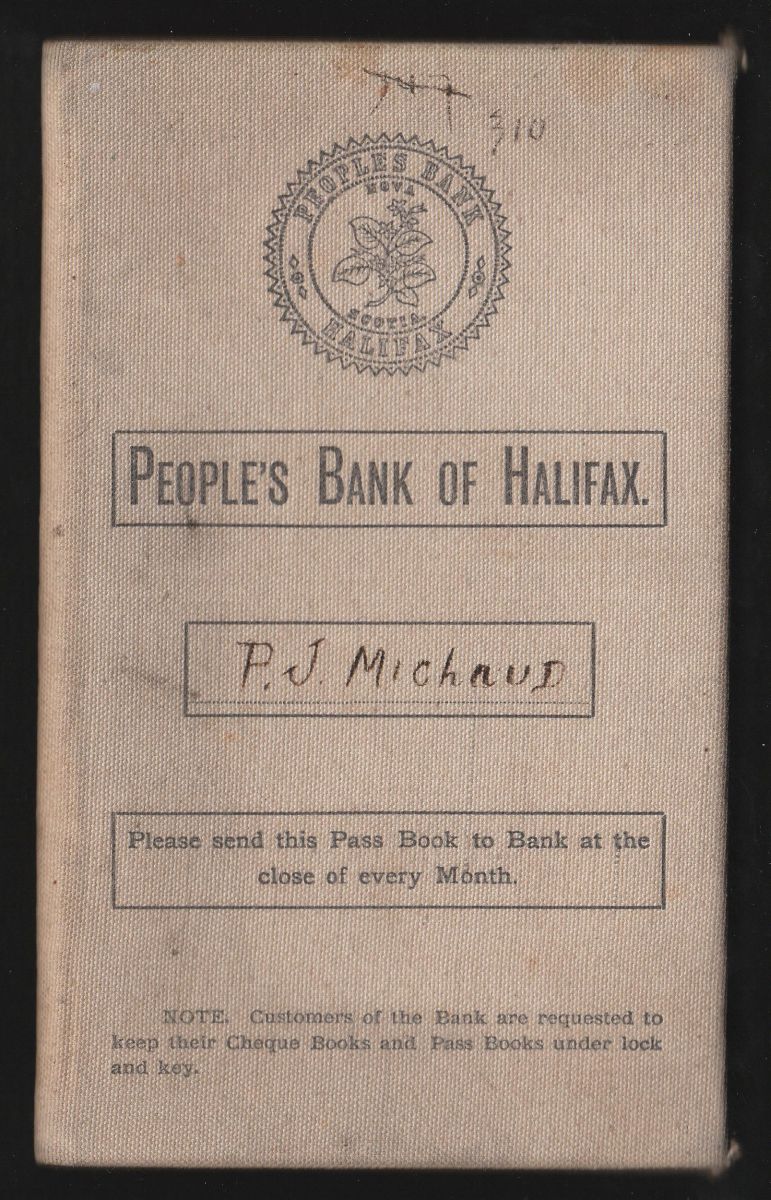 310
PEOPLES BANK
NOVA
SCOTIA
HALIFAX
PEOPLE'S BANK OF HALIFAX.
P. J. Michaud
Please send this Pass Book to Bank at the
close of every Month.
NOTE. Customers of the Bank are requested to
keep their Cheque Books and Pass Books under lock
and key.